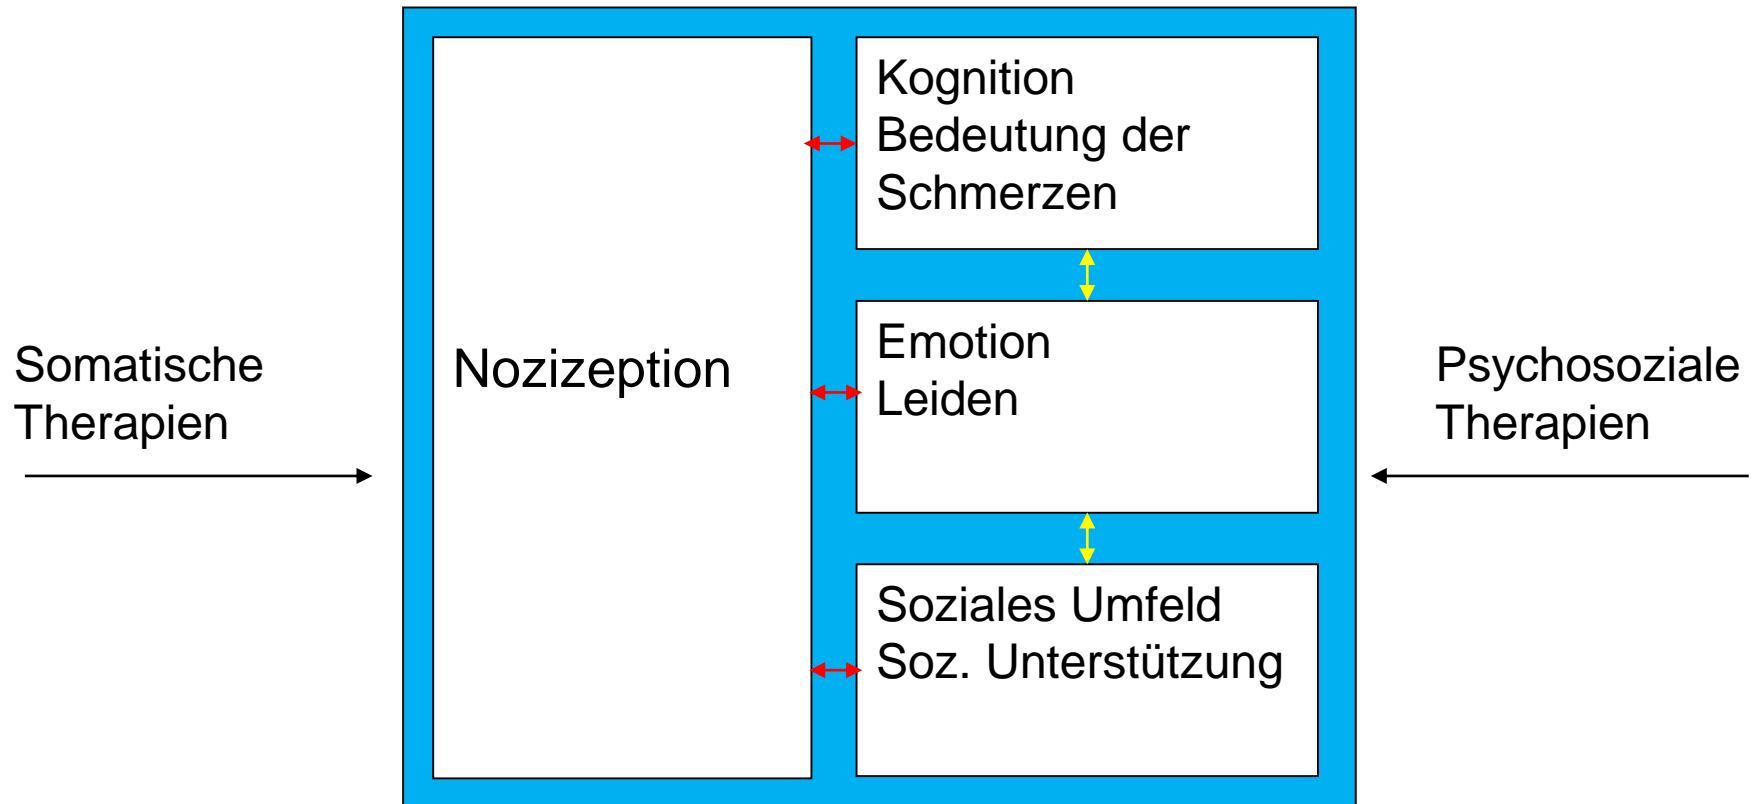 Somatische
Therapien
Nozizeption
Kognition
Bedeutung der
Schmerzen
Emotion
Leiden
Soziales Umfeld
Soz. Unterstützung
Psychosoziale
Therapien